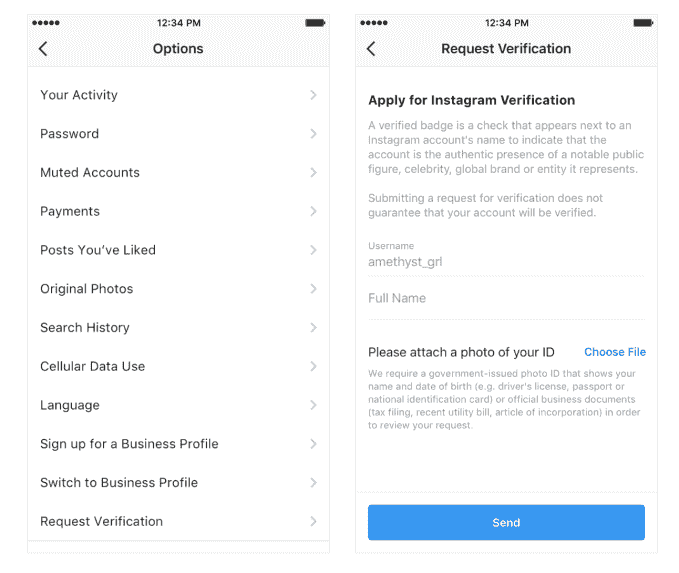 12:34 PM
Options
Your Activity
Password
Muted Accounts
Payments
Posts You’ve Liked
Original Photos
Search History
Cellular Data Use
Language
Sign up for a Business Profile
Switch to Business Profile
Request Verification
12:34 PM
Request Verification
Apply for Instagram Verification
A verified badge is a check that appears next to an
Instagram account's name to indicate that the
account is the authentic presence of a notable public
figure, celebrity, global brand or entity it represents.
Submitting a request for verification does not
guarantee that your account will be verified.
Username
amethyst_grl
Full Name
Please attach a photo of your ID Choose File
We require a government-issued photo ID that shows your
name and date of birth (e.g. driver's license, passport or
national identification card) or official business documents
(tax filing, recent utility bill, article of incorporation) in order
to review your request.
Send